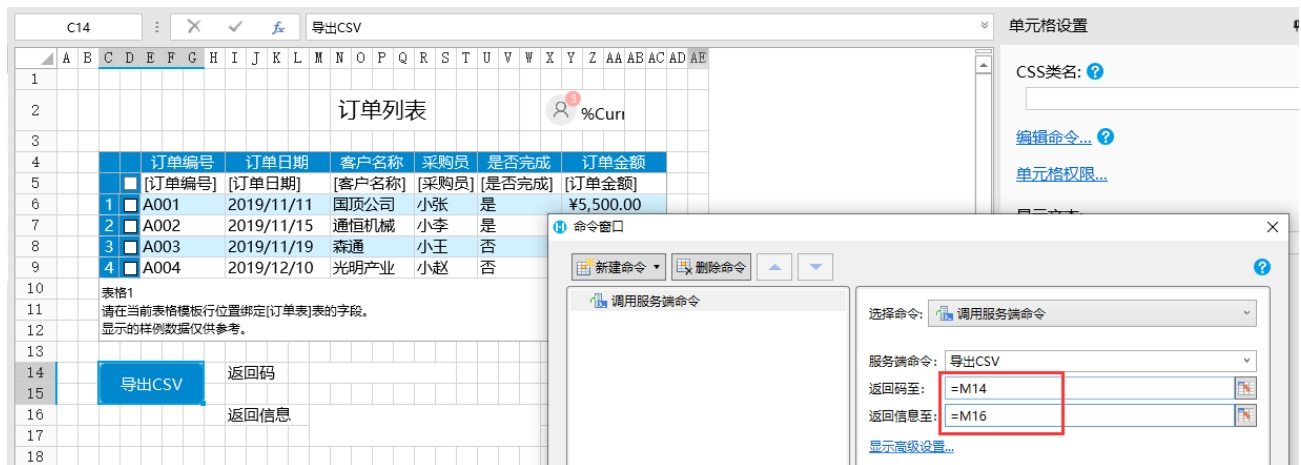 C14
fx
导出CSV
单元格设置
A B C D E F G H I J K L M N O P Q R S T U V W X Y Z AA AB AC AD AE
CSS类名:
1
2 订单列表 3 %Curr
编辑命令...
3
4 订单编号 订单日期 客户名称 采购员 是否完成 订单金额
单元格权限...
5 [订单编号] [订单日期] [客户名称] [采购员] [是否完成] [订单金额]
6 1 A001 2019/11/11 国顶公司 小张 是 ¥5,500.00
7 2 A002 2019/11/15 通恒机械 小李 是
8 3 A003 2019/11/19 森通 小王 否
9 4 A004 2019/12/10 光明产业 小赵 否
10 表格1
11 请在当前表格模板行位置绑定[订单表]表的字段。
12 显示的样例数据仅供参考。
13
14 导出CSV 返回码
15
16 返回信息
17
18
命令窗口
新建命令 删除命令
调用服务端命令
选择命令: 调用服务端命令
服务端命令: 导出CSV
返回码至: =M14
返回信息至: =M16
显示高级设置...